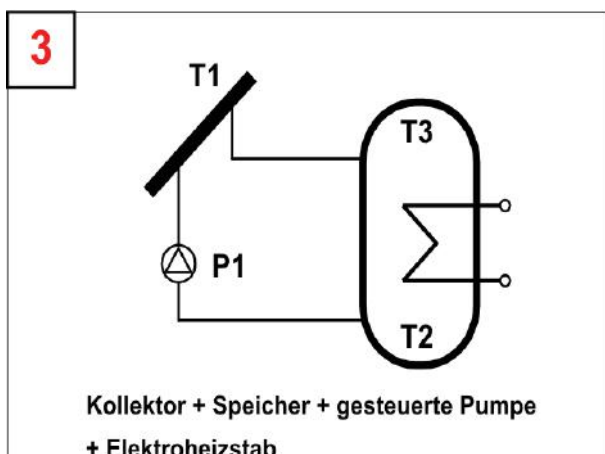 3
T1
T3
P1
T2
Kollektor + Speicher + gesteuerte Pumpe
+ Elektroheizstab